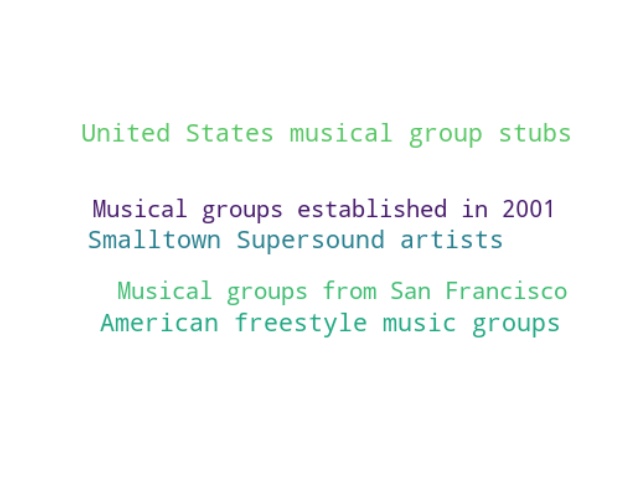 United States musical group stubs
Musical groups established in 2001
Smalltown Supersound artists
Musical groups from San Francisco
American freestyle music groups